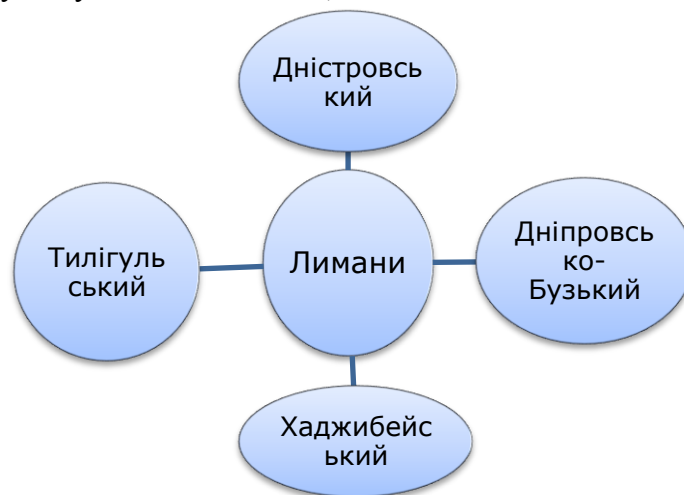 Дністровсь
кий
Тилігуль
ський
Лимани
Дніпровсь
ко-
Бузький
Хаджибейс
ький